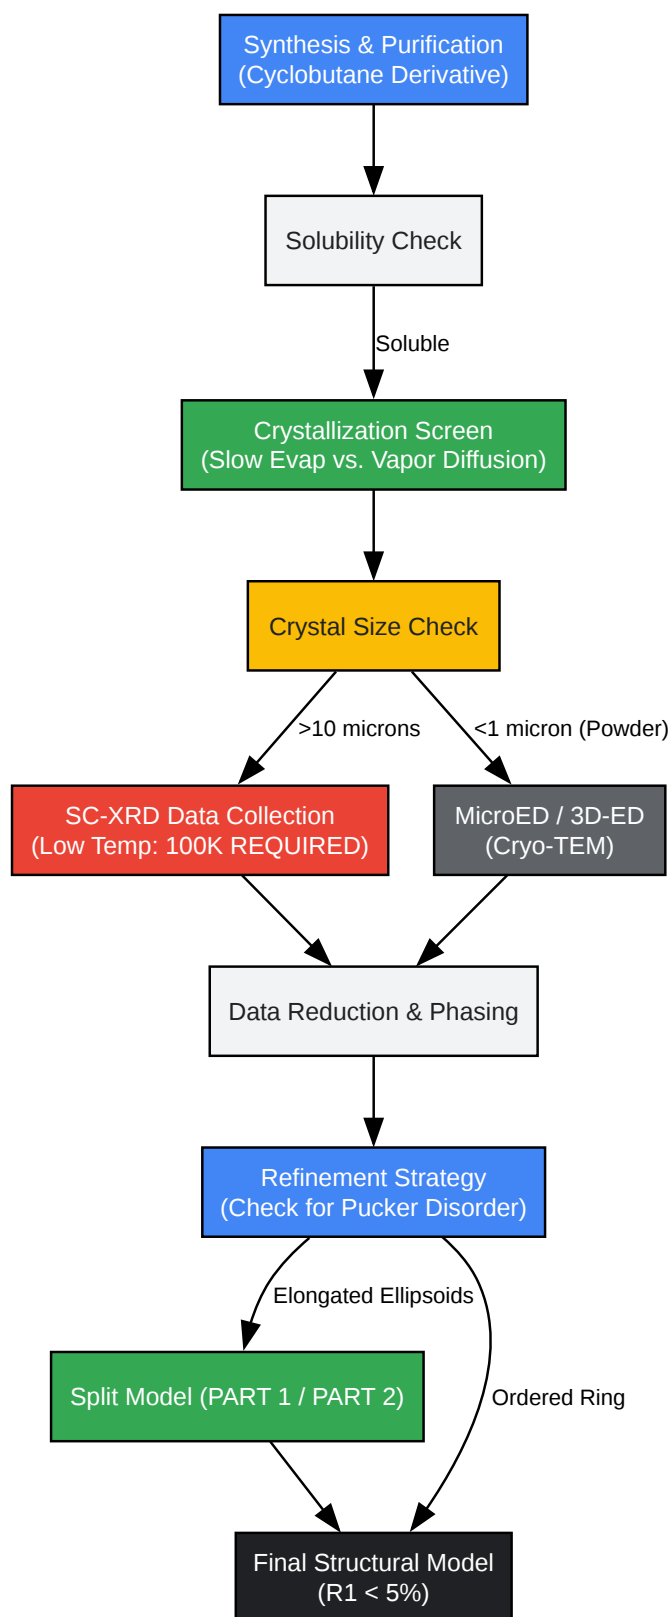 Synthesis & Purification
(Cyclobutane Derivative)
Solubility Check
Soluble
Crystallization Screen
(Slow Evap vs. Vapor Diffusion)
Crystal Size Check
>10 microns
<1 micron (Powder)
SC-XRD Data Collection
(Low Temp: 100K REQUIRED)
MicroED / 3D-ED
(Cryo-TEM)
Data Reduction & Phasing
Refinement Strategy
(Check for Pucker Disorder)
Elongated Ellipsoids
Split Model (PART 1 / PART 2)
Ordered Ring
Final Structural Model
(R1 < 5%)